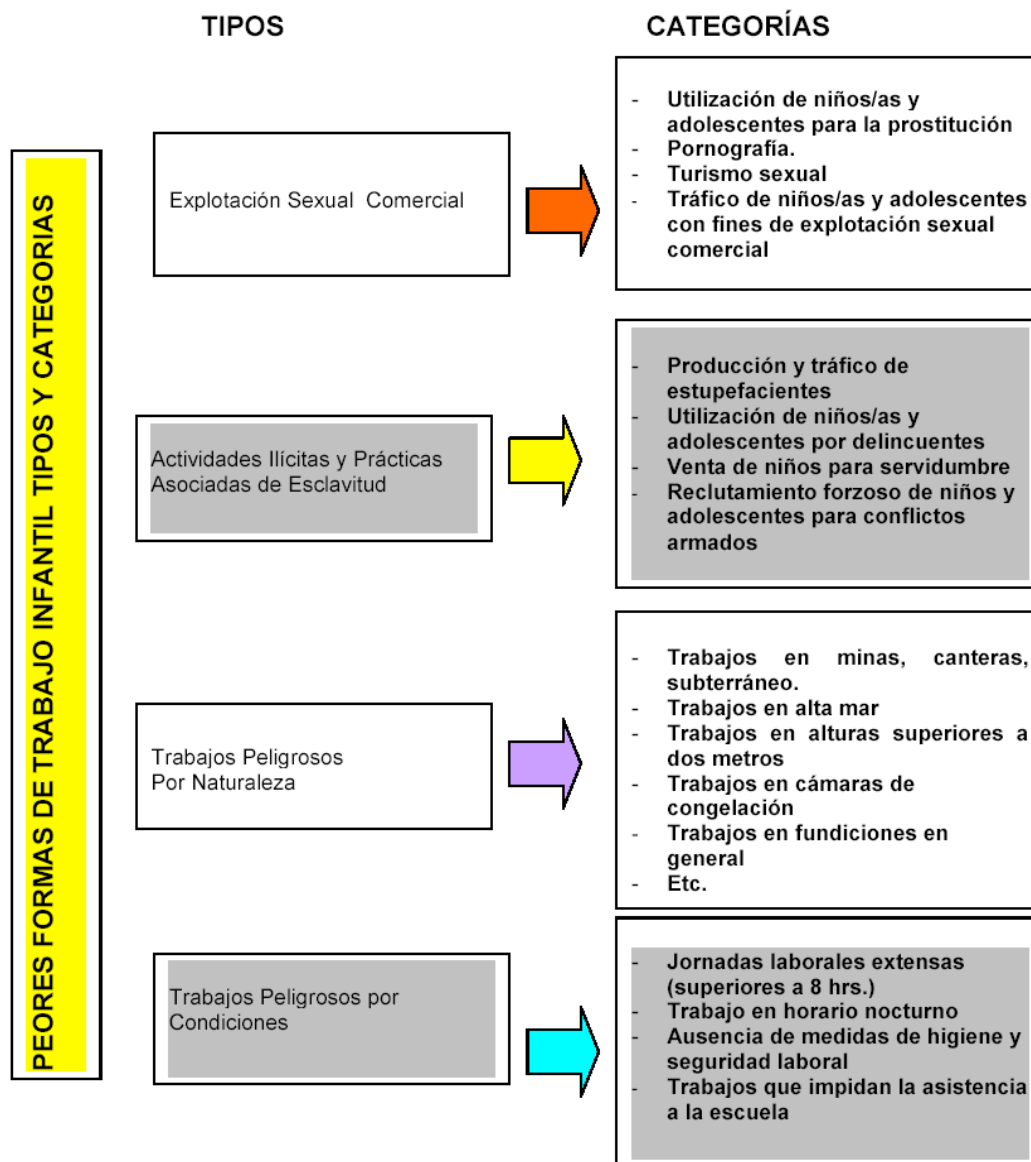 TIPOS
CATEGORÍAS
PEORES FORMAS DE TRABAJO INFANTIL TIPOS Y CATEGORIAS
Explotación Sexual Comercial
- Utilización de niños/as y
adolescentes para la prostitución
- Pornografía.
- Turismo sexual
- Tráfico de niños/as y adolescentes
con fines de explotación sexual
comercial
Actividades Ilícitas y Prácticas
Asociadas de Esclavitud
- Producción y tráfico de
estupefacientes
- Utilización de niños/as y
adolescentes por delincuentes
- Venta de niños para servidumbre
- Reclutamiento forzoso de niños y
adolescentes para conflictos
armados
Trabajos Peligrosos
Por Naturaleza
- Trabajos en minas, canteras,
subterráneo.
- Trabajos en alta mar
- Trabajos en alturas superiores a
dos metros
- Trabajos en cámaras de
congelación
- Trabajos en fundiciones en
general
- Etc.
Trabajos Peligrosos por
Condiciones
- Jornadas laborales extensas
(superiores a 8 hrs.)
- Trabajo en horario nocturno
- Ausencia de medidas de higiene y
seguridad laboral
- Trabajos que impidan la asistencia
a la escuela